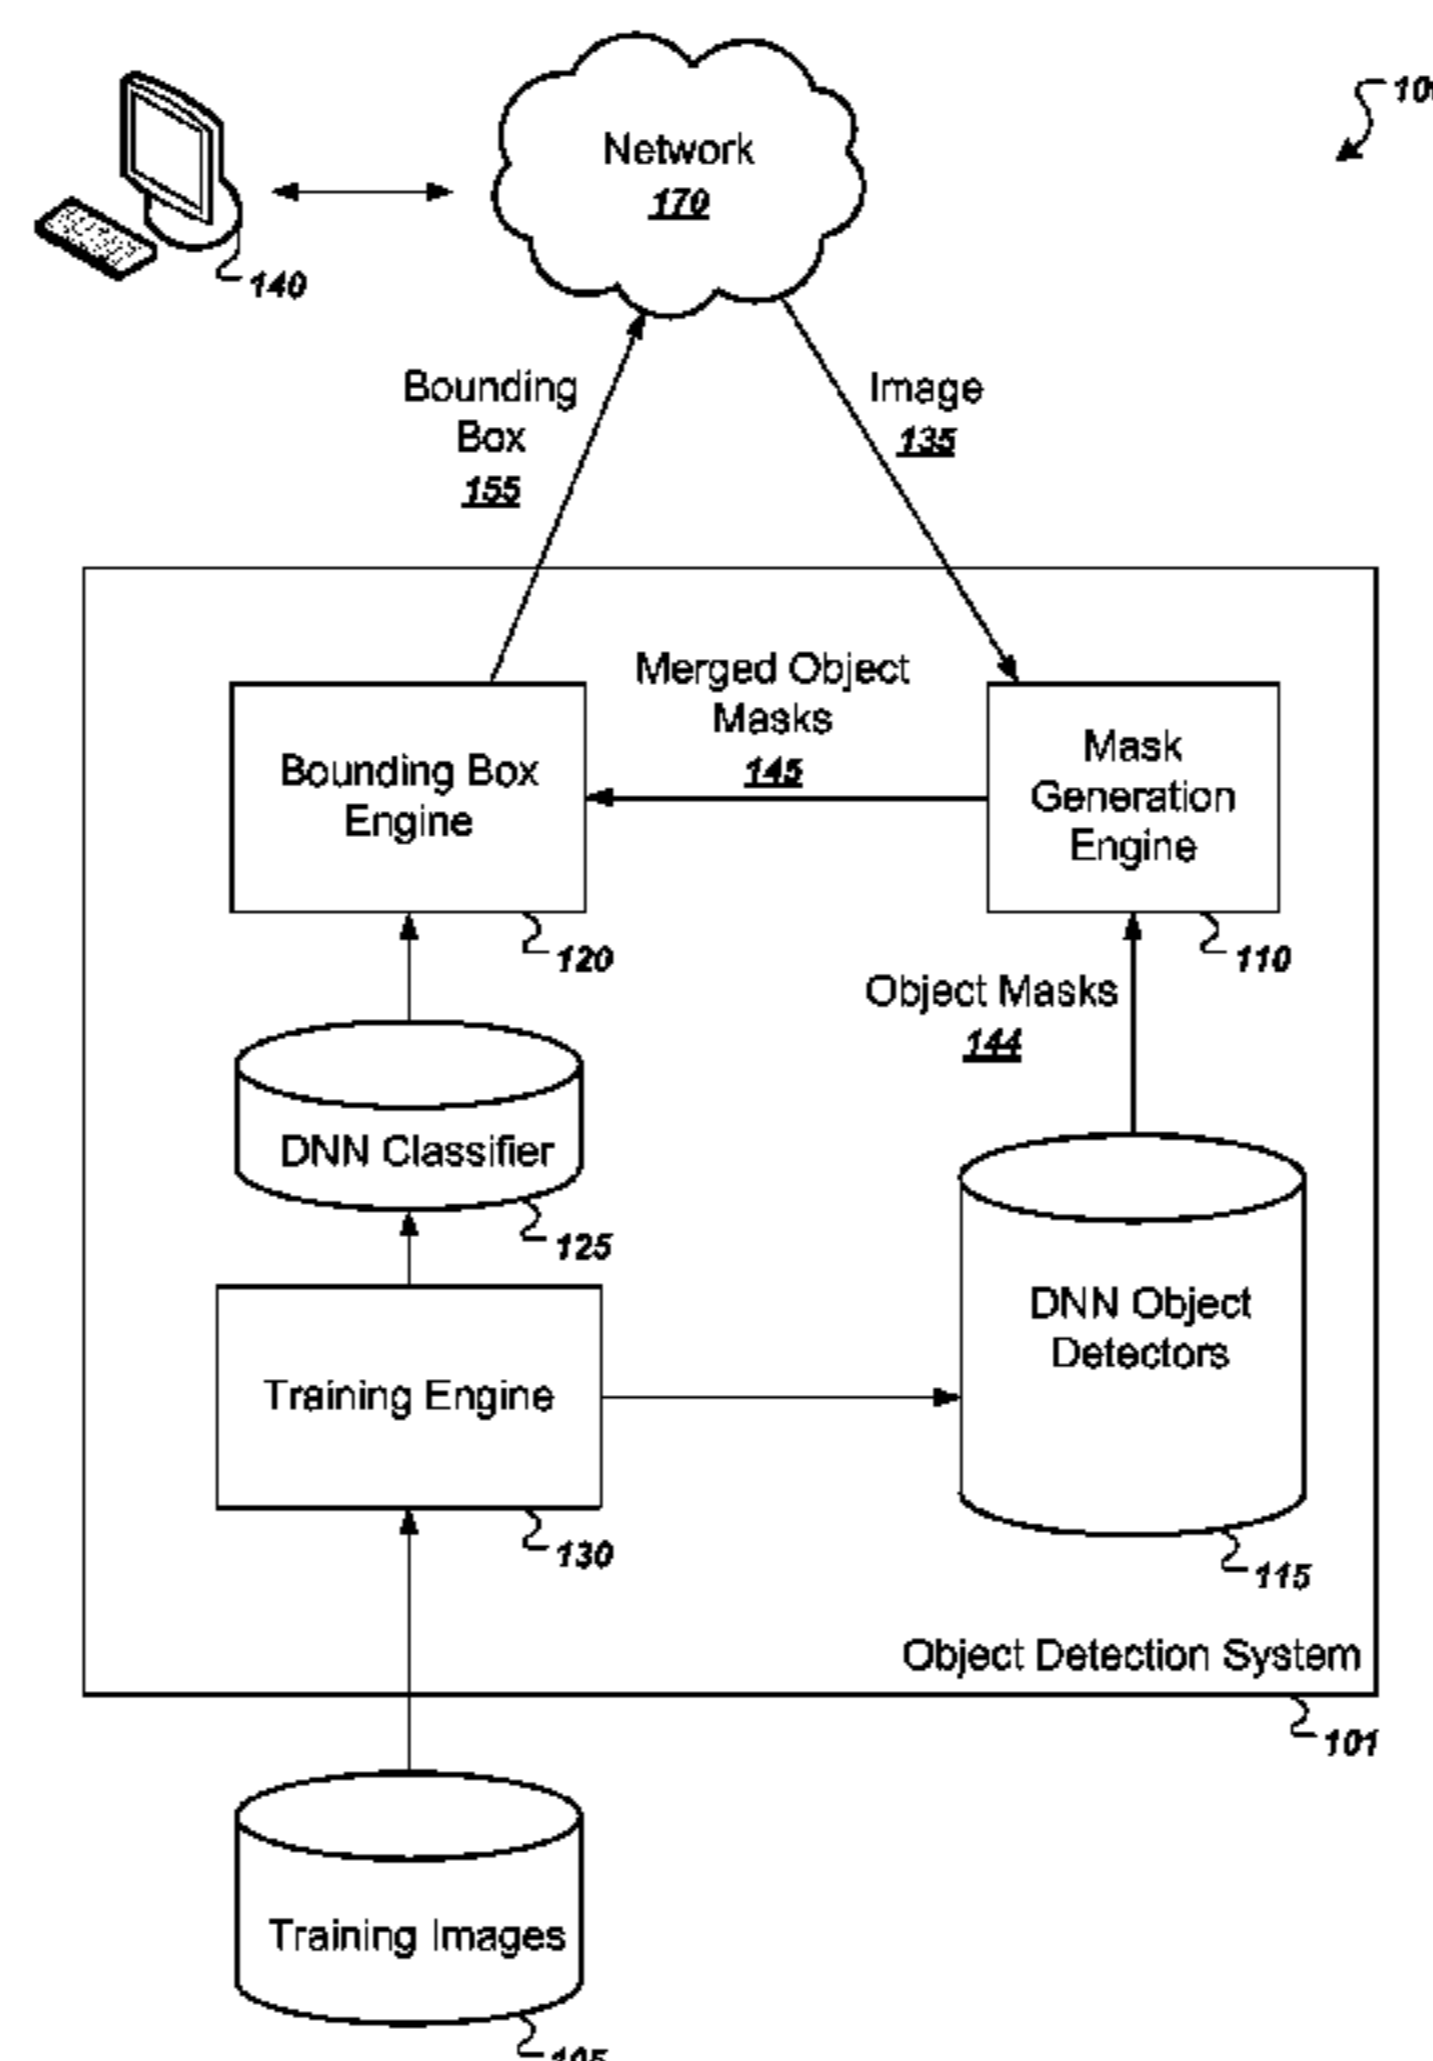 Network
170
140
Bounding
Box
155
Image
135
Merged Object
Masks
145
Bounding Box
Engine
120
Mask
Generation
Engine
110
Object Masks
144
DNN Classifier
125
DNN Object
Detectors
115
Training Engine
130
Object Detection System
101
Training Images